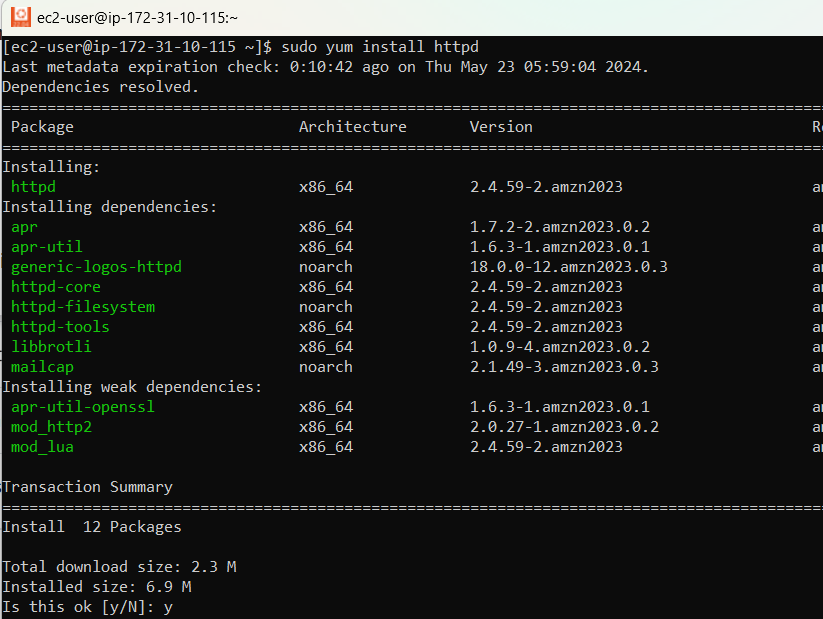 ec2-user@ip-172-31-10-115:~
[ec2-user@ip-172-31-10-115 ~]$ sudo yum install httpd
Last metadata expiration check: 0:10:42 ago on Thu May 23 05:59:04 2024.
Dependencies resolved.
================================================================================
Package Architecture Version
================================================================================
Installing:
httpd x86_64 2.4.59-2.amzn2023
Installing dependencies:
apr x86_64 1.7.2-2.amzn2023.0.2
apr-util x86_64 1.6.3-1.amzn2023.0.1
generic-logos-httpd noarch 18.0.0-12.amzn2023.0.3
httpd-core x86_64 2.4.59-2.amzn2023
httpd-filesystem noarch 2.4.59-2.amzn2023
httpd-tools x86_64 2.4.59-2.amzn2023
libbrotli x86_64 1.0.9-4.amzn2023.0.2
mailcap noarch 2.1.49-3.amzn2023.0.3
Installing weak dependencies:
apr-util-openssl x86_64 1.6.3-1.amzn2023.0.1
mod_http2 x86_64 2.0.27-1.amzn2023.0.2
mod_lua x86_64 2.4.59-2.amzn2023
Transaction Summary
================================================================================
Install 12 Packages
Total download size: 2.3 M
Installed size: 6.9 M
Is this ok [y/N]: y